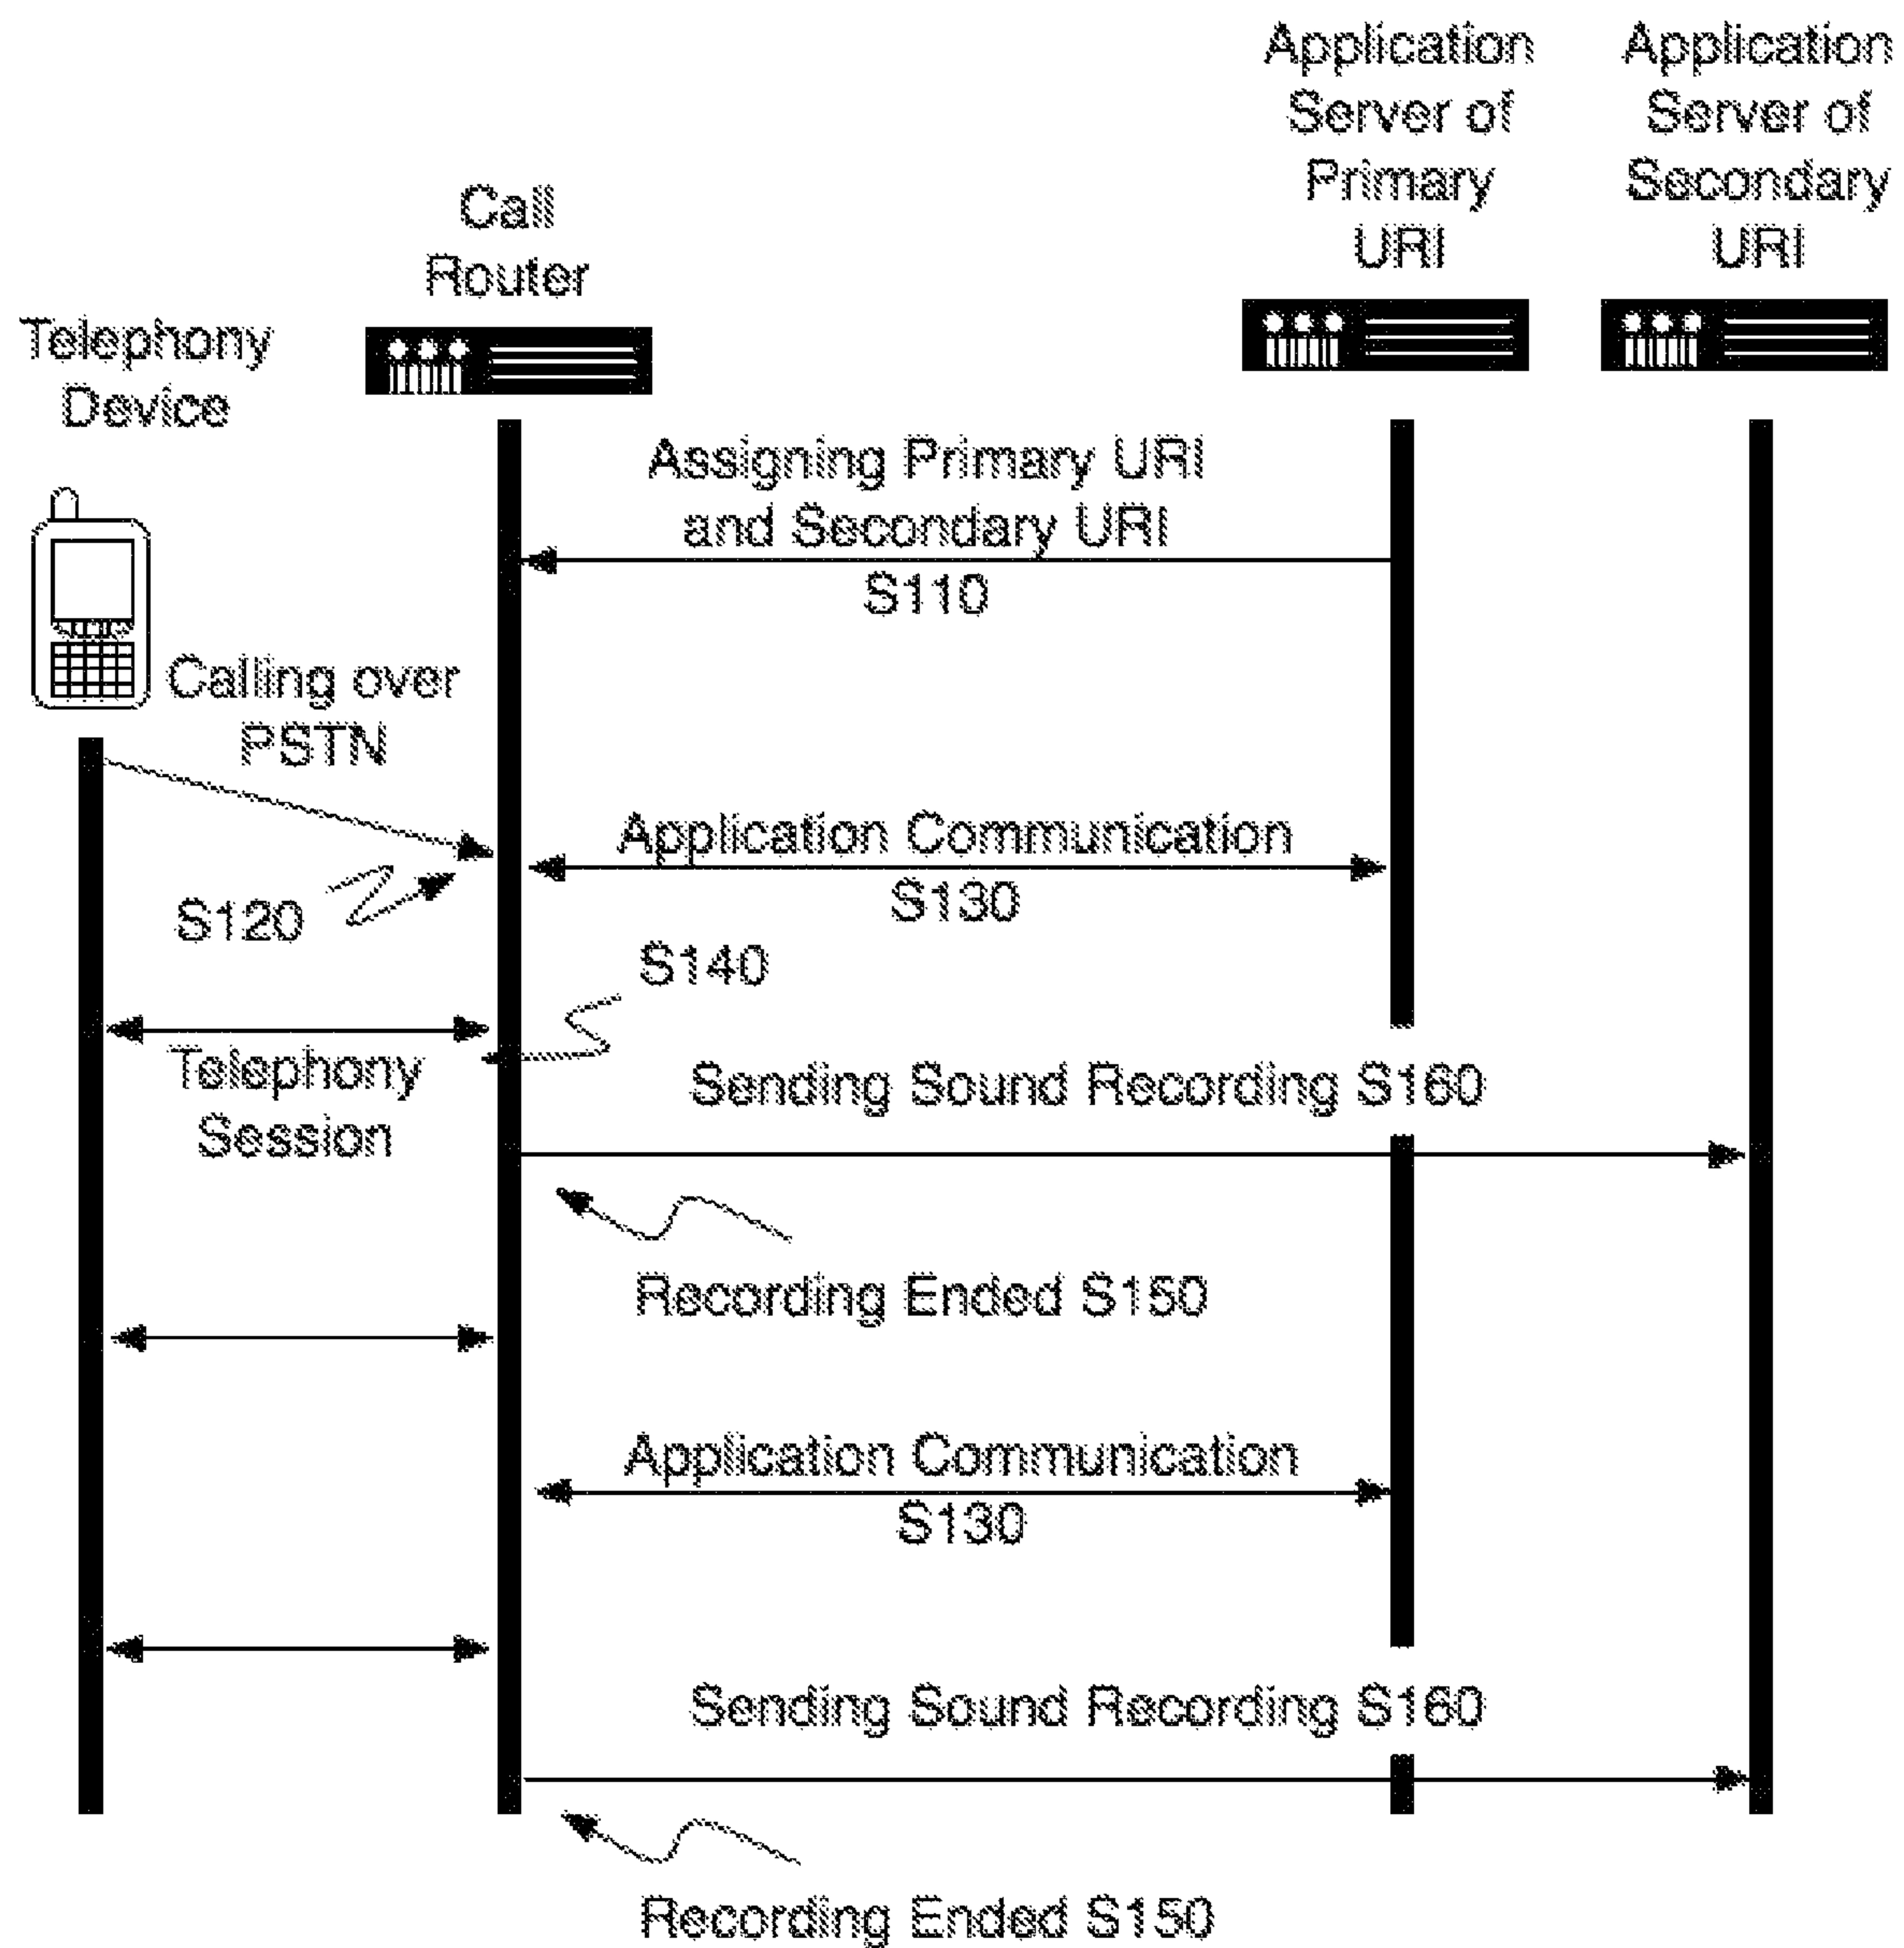 Application
Server of
Primary
URI
Application
Server of
Secondary
URI
Call
Router
Telephony
Device
Assigning Primary URI
and Secondary URI
S110
Calling over
PSTN
Application Communication
S130
S120
S140
Telephony
Session
Sending Sound Recording S160
Recording Ended S150
Application Communication
S130
Sending Sound Recording S160
Recording Ended S150